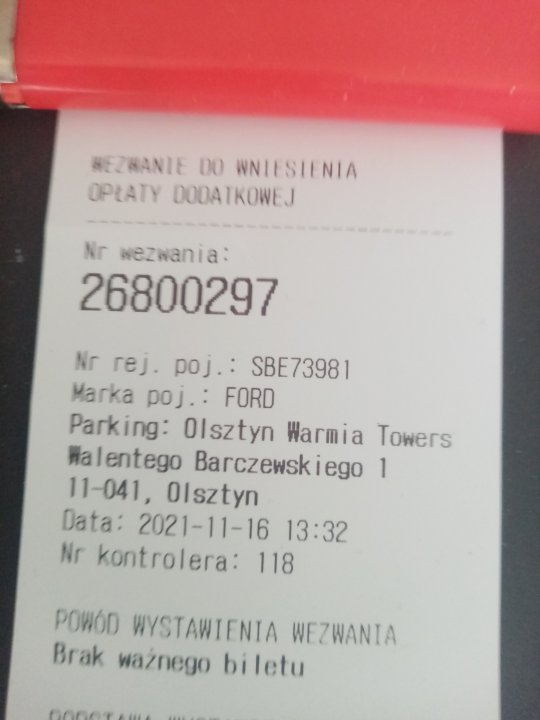 WEZWANIE DO WNIESIENIA
OPŁATY DODATKOWEJ
Nr wezwania:
26800297
Nr rej. poj.: SBE73981
Marka poj.: FORD
Parking: Olsztyn Warmia Towers
Walentego Barczewskiego 1
11-041, Olsztyn
Data: 2021-11-16 13:32
Nr kontrolera: 118
POWÓD WYSTAWIENIA WEZWANIA
Brak ważnego biletu